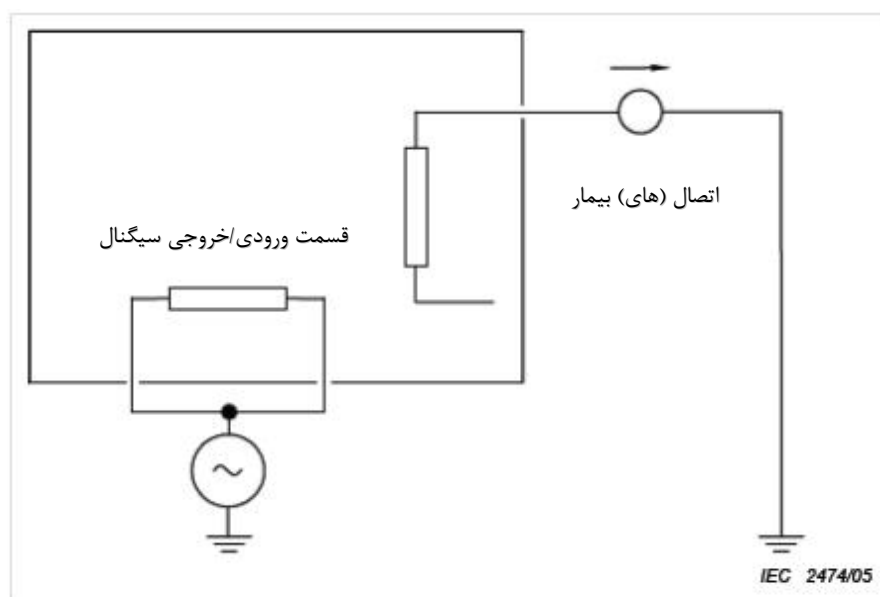 اتصال (های) بیمار
قسمت ورودی/خروجی سیگنال
IEC 2474/05